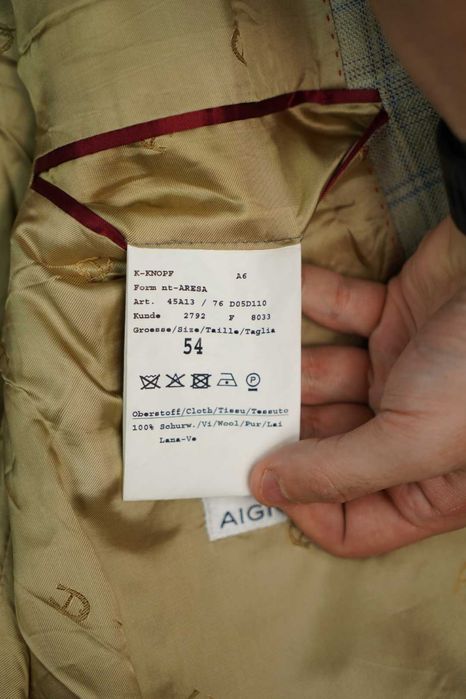 K-KNOPF A6
Form nt-ARESA
Art. 45A13 / 76 D05D110
Kunde 2792 F 8033
Groesse/Size/Taille/Taglia
54
P
Oberstoff/Cloth/Tissu/Tessuto
100% Schurw./Vi/Wool/Pur/Lai
Lana-Ve
AIG